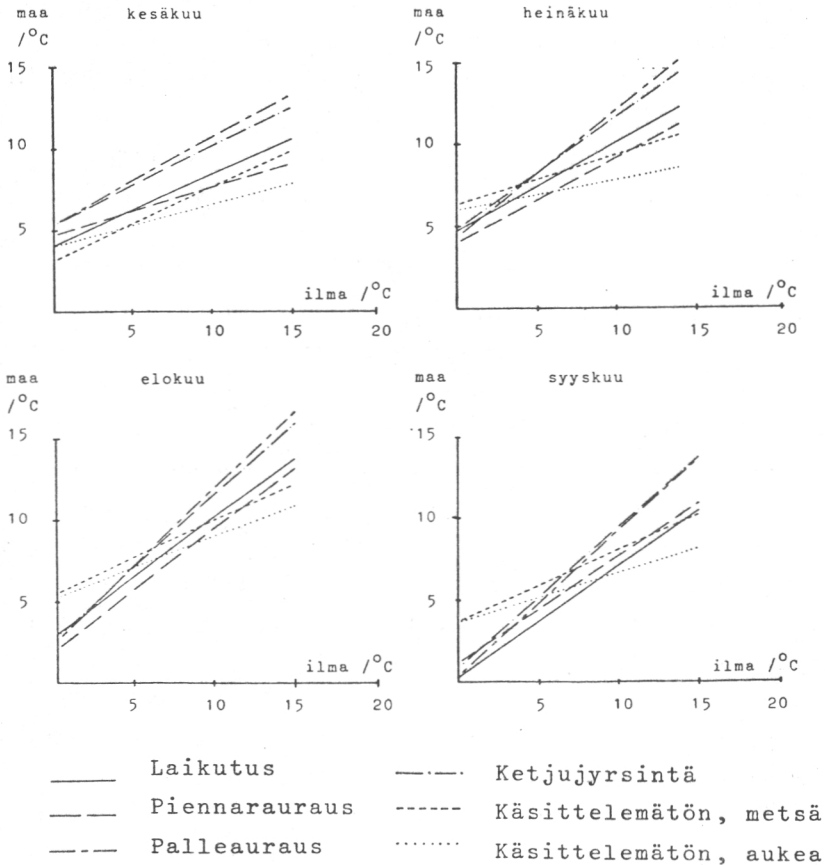 maa kesäkuu
/°C
15
10
5
ilma /°C
5 10 15 20
maa heinäkuu
/°C
15
10
5
ilma /°C
5 10 15 20
maa elokuu
/°C
15
10
5
ilma /°C
5 10 15 20
maa syyskuu
/°C
15
10
5
ilma /°C
5 10 15 20
Laikutus
Piennarauraus
Palleauraus
Ketjujyrsintä
Käsittelemätön, metsä
Käsittelemätön, aukea